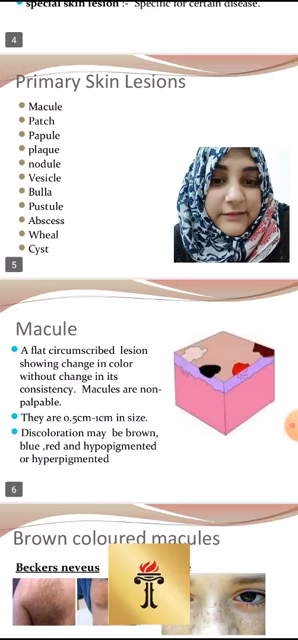 special skin lesion :- Specific for certain disease.
4
Primary Skin Lesions
Macule
Patch
Papule
plaque
nodule
Vesicle
Bulla
Pustule
Abscess
Wheal
Cyst
5
Macule
A flat circumscribed lesion
showing change in color
without change in its
consistency. Macules are non-
palpable.
They are 0.5cm-1cm in size.
Discoloration may be brown,
blue ,red and hypopigmented
or hyperpigmented
6
Brown coloured macules
Beckers neveus